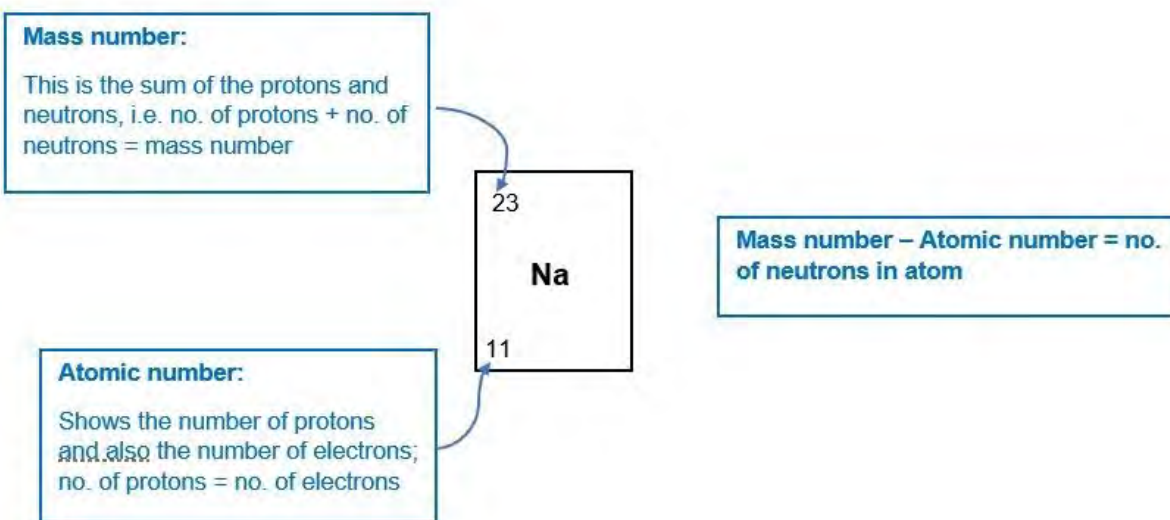 Mass number:
This is the sum of the protons and
neutrons, i.e. no. of protons + no. of
neutrons = mass number
23
Na
11
Mass number – Atomic number = no.
of neutrons in atom
Atomic number:
Shows the number of protons
and also the number of electrons;
no. of protons = no. of electrons